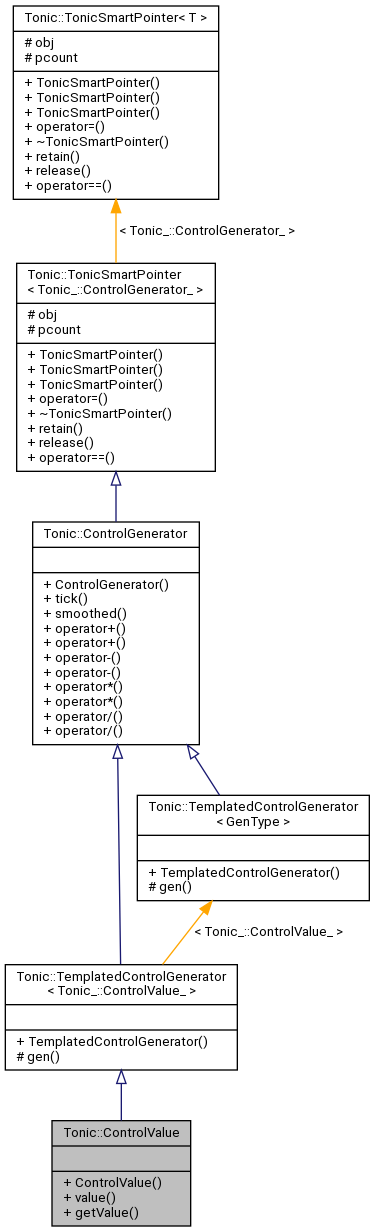 Tonic::TonicSmartPointer< T >
# obj
# pcount
+ TonicSmartPointer()
+ TonicSmartPointer()
+ TonicSmartPointer()
+ operator=()
+ ~TonicSmartPointer()
+ retain()
+ release()
+ operator==()
< Tonic_::ControlGenerator_ >
Tonic::TonicSmartPointer
< Tonic_::ControlGenerator_ >
# obj
# pcount
+ TonicSmartPointer()
+ TonicSmartPointer()
+ TonicSmartPointer()
+ operator=()
+ ~TonicSmartPointer()
+ retain()
+ release()
+ operator==()
Tonic::ControlGenerator
+ ControlGenerator()
+ tick()
+ smoothed()
+ operator+()
+ operator+()
+ operator-()
+ operator-()
+ operator*()
+ operator*()
+ operator/()
+ operator/()
Tonic::TemplatedControlGenerator
< GenType >
+ TemplatedControlGenerator()
# gen()
< Tonic_::ControlValue_ >
Tonic::TemplatedControlGenerator
< Tonic_::ControlValue_ >
+ TemplatedControlGenerator()
# gen()
Tonic::ControlValue
+ ControlValue()
+ value()
+ getValue()